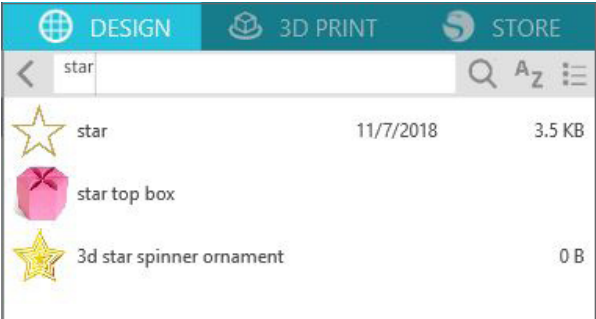 DESIGN 3D PRINT STORE
star AZ
star 11/7/2018 3.5 KB
star top box
3d star spinner ornament 0 B